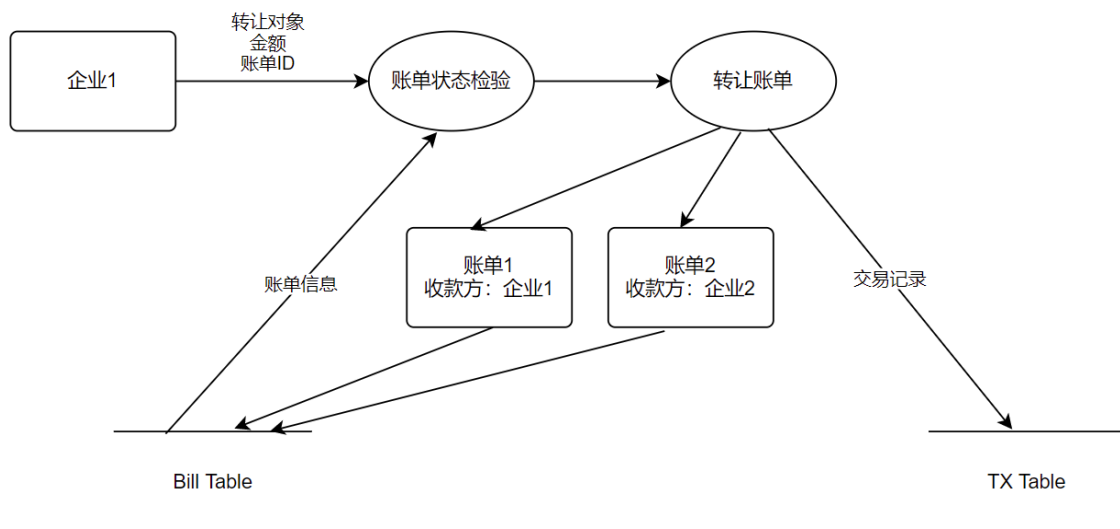 转让对象
金额
账单ID
企业1
账单状态检验
转让账单
账单1
收款方：企业1
账单2
收款方：企业2
账单信息
交易记录
Bill Table
TX Table